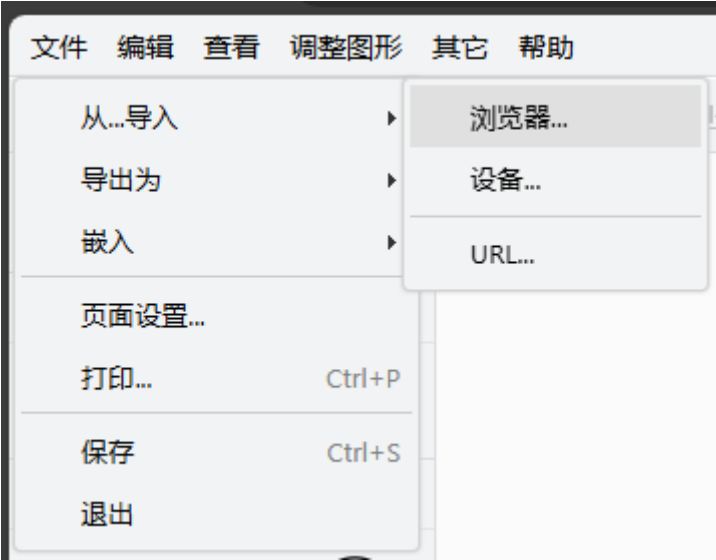 文件 编辑 查看 调整图形 其它 帮助
从...导入
导出为
嵌入
页面设置...
打印... Ctrl+P
保存 Ctrl+S
退出
浏览器...
设备...
URL...